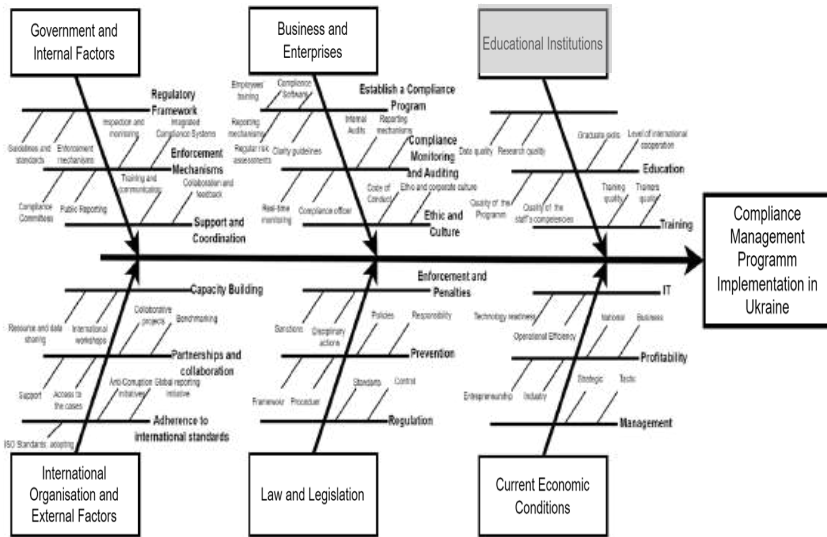 Government and
Internal Factors
Business and
Enterprises
Educational Institutions
Regulatory
Framework
Guidelines and
standards
Enforcement
mechanisms
Inspection and
monitoring
Integrated
Compliance Systems
Enforcement
Mechanisms
Compliance
Committees
Public Reporting
Training and
communication
Collaboration and
feedback
Support and
Coordination
Employees
training
Compliance
Software
Establish a Compliance
Program
Reporting
mechanisms
Regular risk
assessments
Clarity guidelines
Internal
Audits
Reporting
mechanisms
Compliance
Monitoring
and Auditing
Real-time
monitoring
Compliance officer
Code of
Conduct
Ethic and corporate culture
Ethic and
Culture
Data quality
Research quality
Graduate skills
Level of international
cooperation
Education
Quality of the
Programm
Quality of the
staff's competencies
Training
quality
Trainers
quality
Training
Compliance
Management
Programm
Implementation in
Ukraine
Capacity Building
Resource and data
sharing
International
workshops
Collaborative
projects
Benchmarking
Partnerships and
collaboration
Support
Access to
the cases
Anti-Corruption
initiatives
Global reporting
initiative
Adherence to
international standards
ISO Standards adopting
Enforcement and
Penalties
Sanctions
Disciplinary
actions
Policies
Responsibility
Prevention
Framework
Procedure
Standards
Control
Regulation
IT
Technology readiness
Operational Efficiency
National
Business
Profitability
Entrepreneurship
Industry
Strategic
Tactic
Management
International
Organisation and
External Factors
Law and Legislation
Current Economic
Conditions